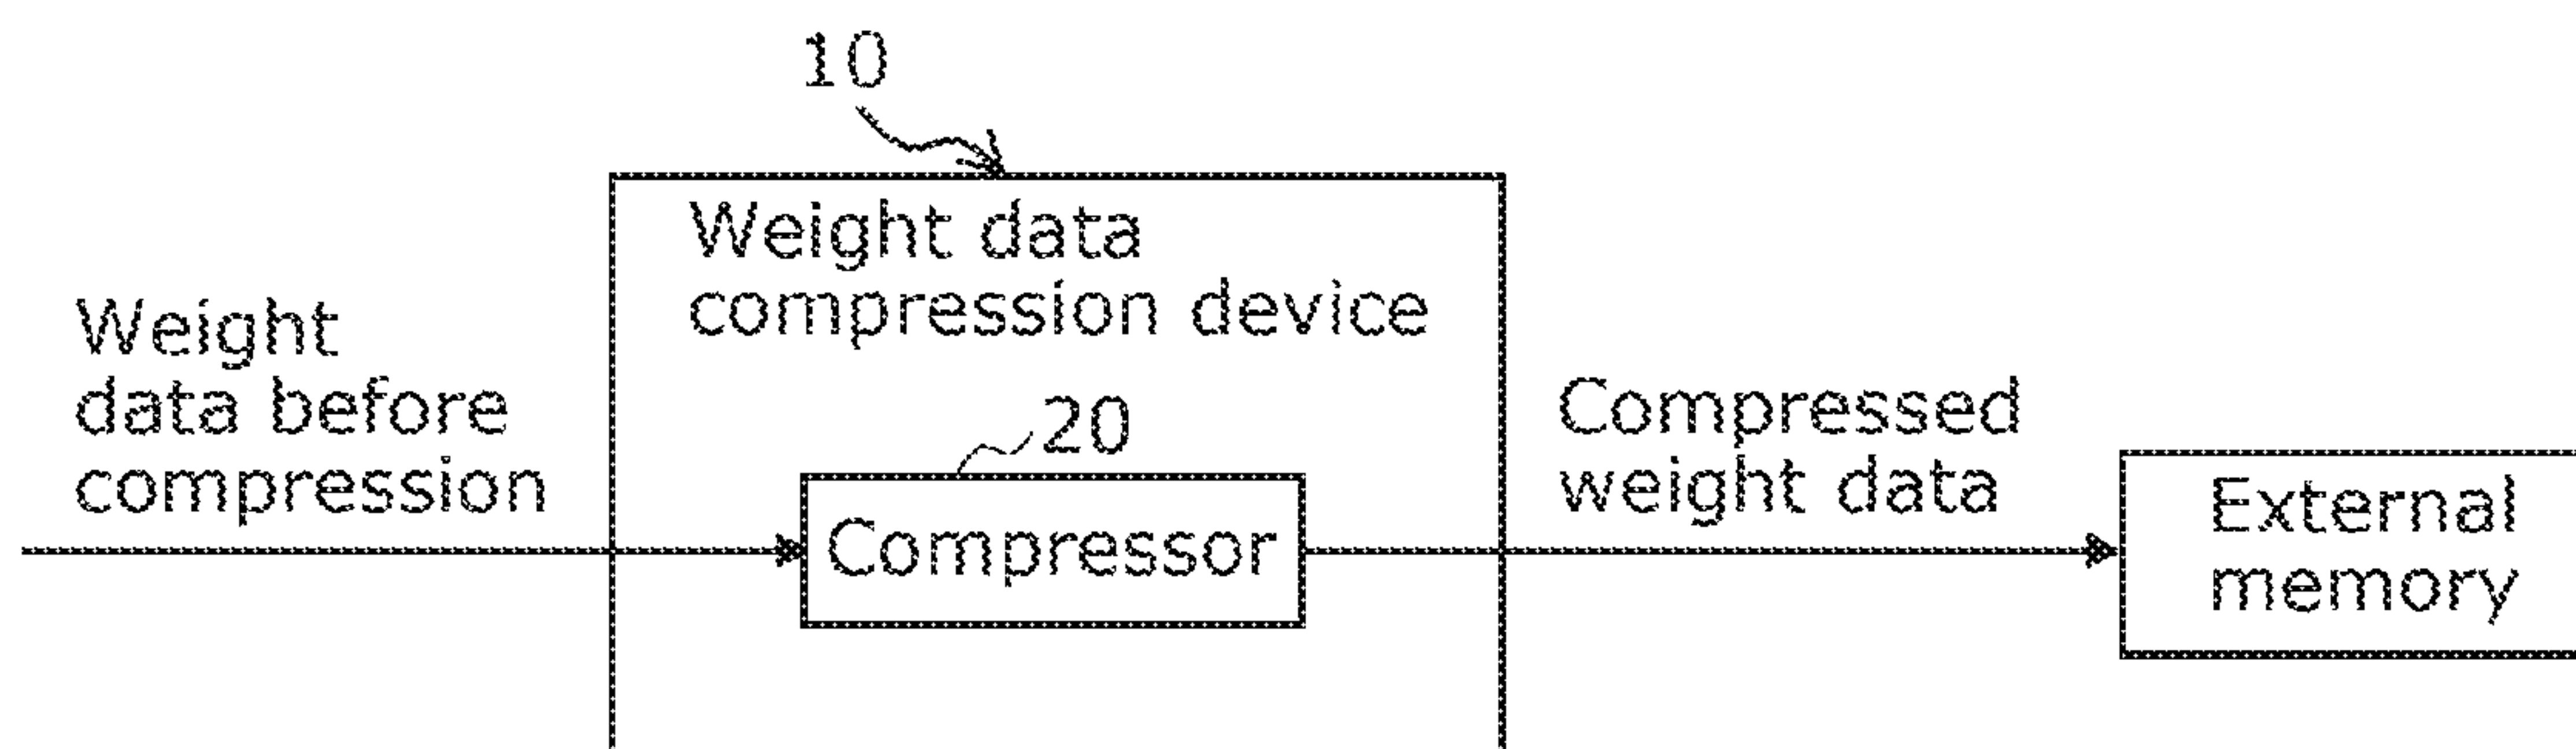 10
Weight data
compression device
Weight
data before
compression
20
Compressor
Compressed
weight data
External
memory